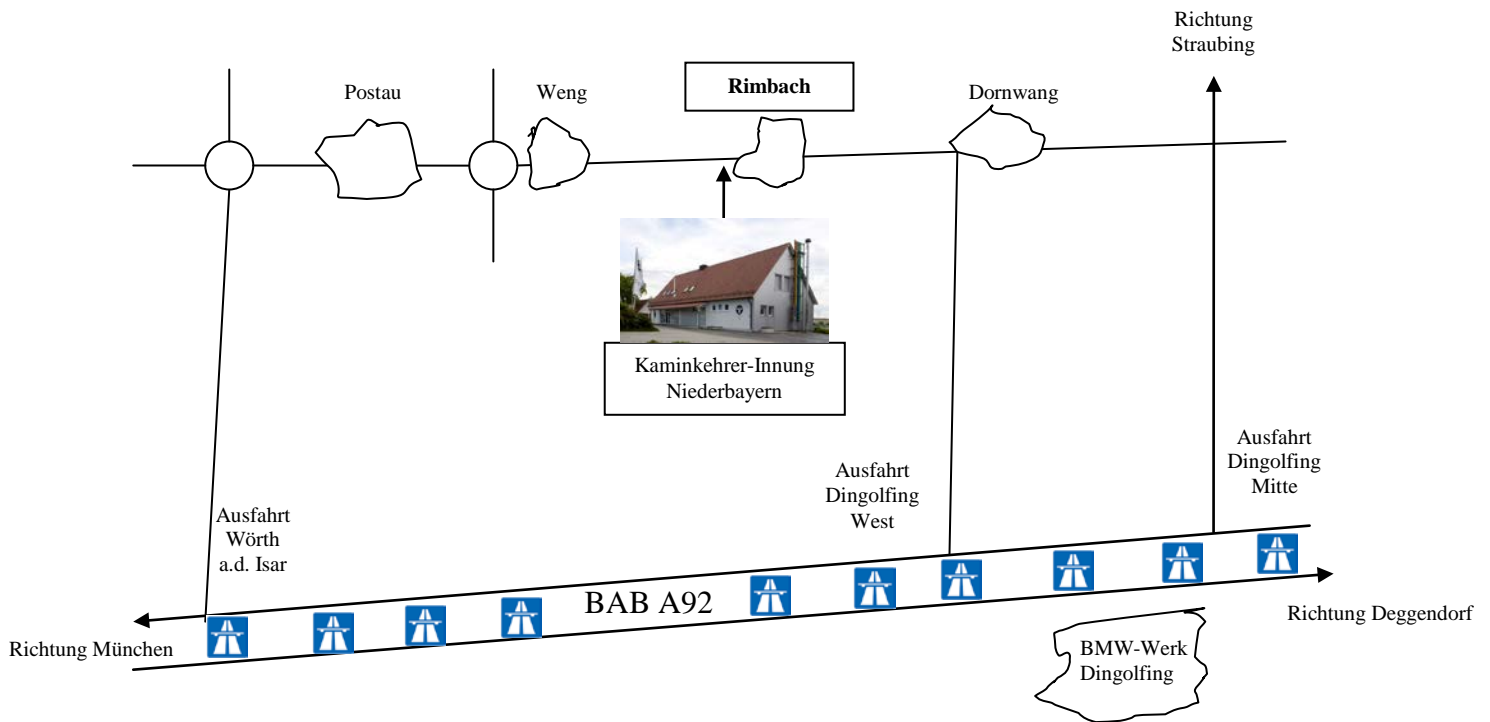 Richtung
Straubing
Postau
Weng
Rimbach
Dornwang
Kaminkehrer-Innung
Niederbayern
Ausfahrt
Dingolfing
Mitte
Ausfahrt
Dingolfing
West
Ausfahrt
Wörth
a.d. Isar
BAB A92
Richtung München
Richtung Deggendorf
BMW-Werk
Dingolfing